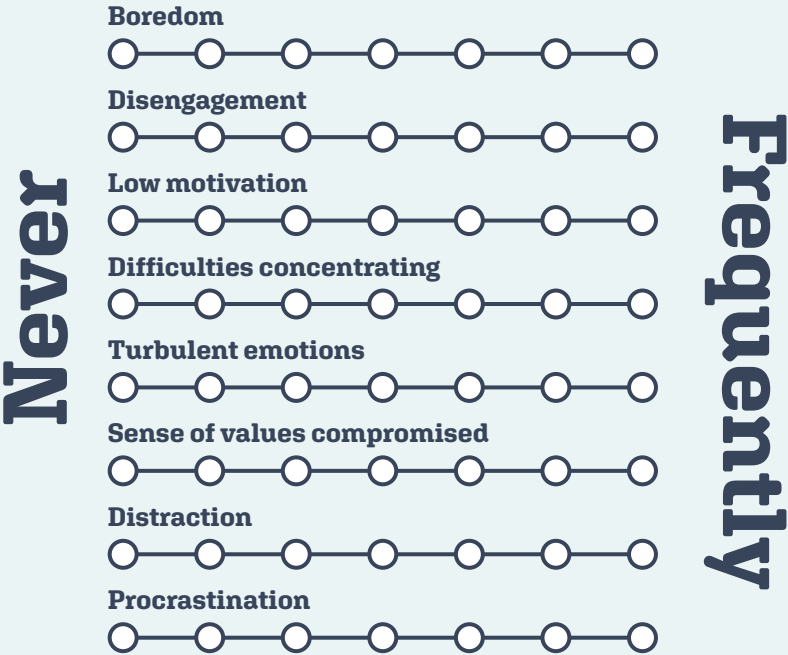 Never
Boredom
Disengagement
Low motivation
Difficulties concentrating
Turbulent emotions
Sense of values compromised
Distraction
Procrastination
Frequently